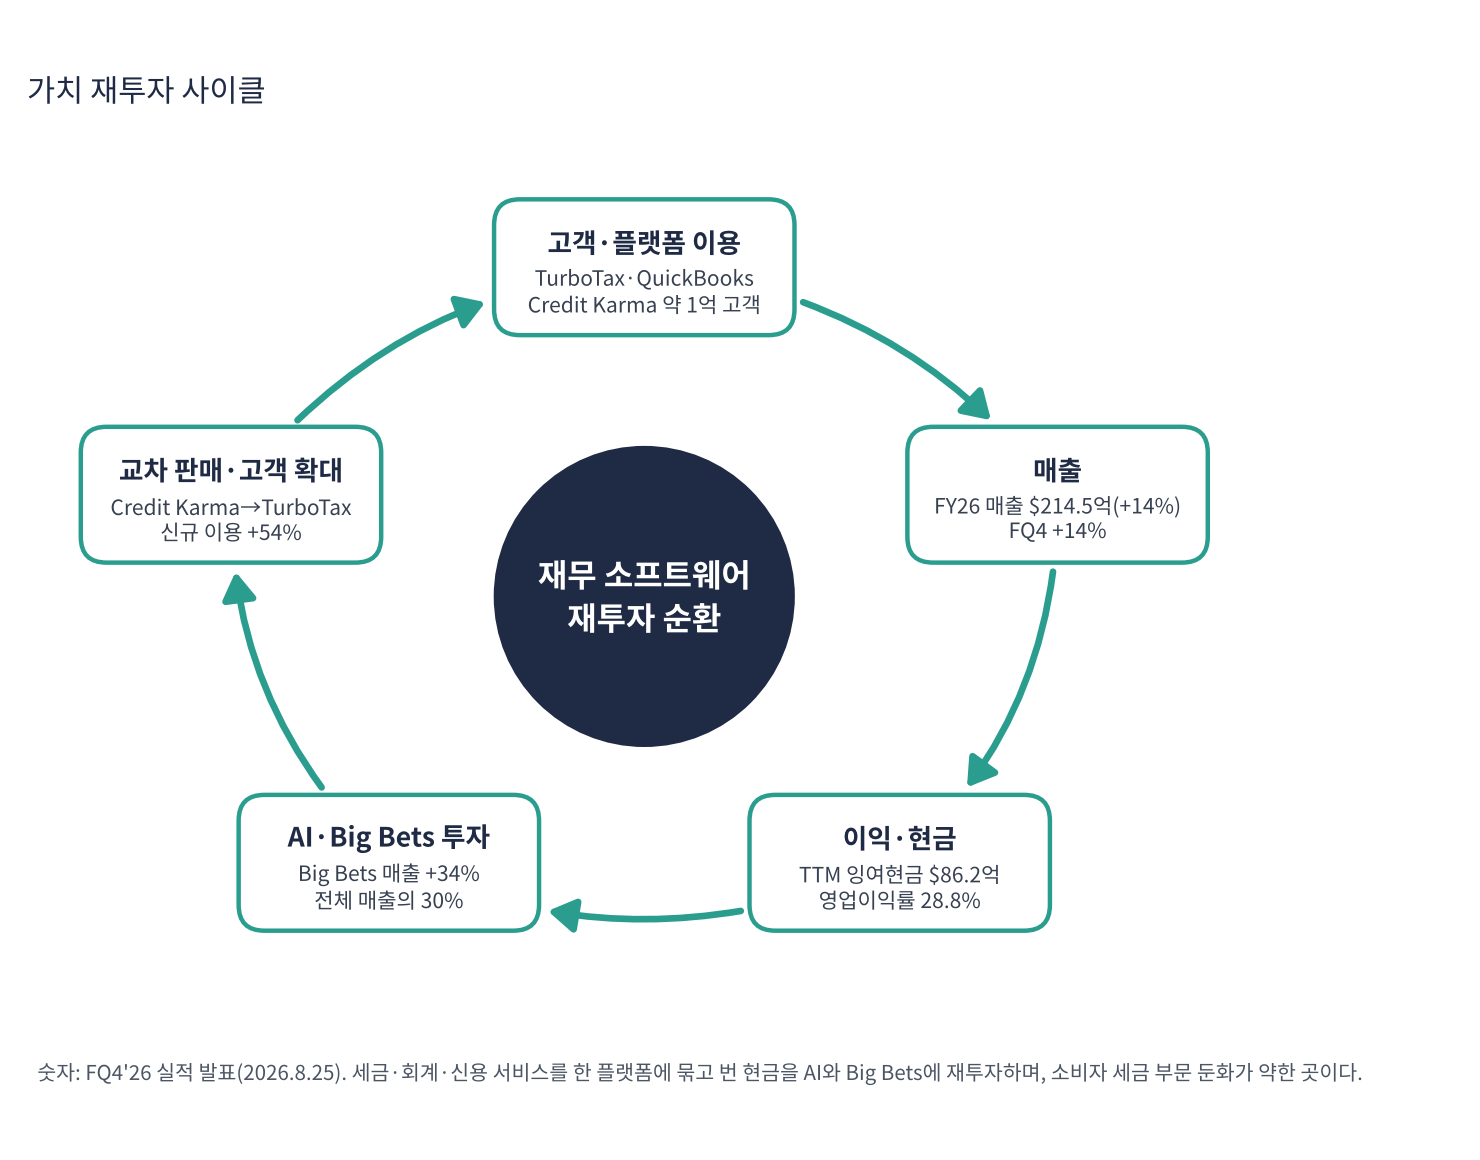 가치 재투자 사이클
고객·플랫폼 이용
TurboTax·QuickBooks
Credit Karma 약 1억 고객
매출
FY26 매출 $214.5억(+14%)
FQ4 +14%
이익·현금
TTM 잉여현금 $86.2억
영업이익률 28.8%
AI·Big Bets 투자
Big Bets 매출 +34%
전체 매출의 30%
교차 판매·고객 확대
Credit Karma→TurboTax
신규 이용 +54%
재무 소프트웨어
재투자 순환
숫자: FQ4'26 실적 발표(2026.8.25). 세금·회계·신용 서비스를 한 플랫폼에 묶고 번 현금을 AI와 Big Bets에 재투자하며, 소비자 세금 부문 둔화가 약한 곳이다.